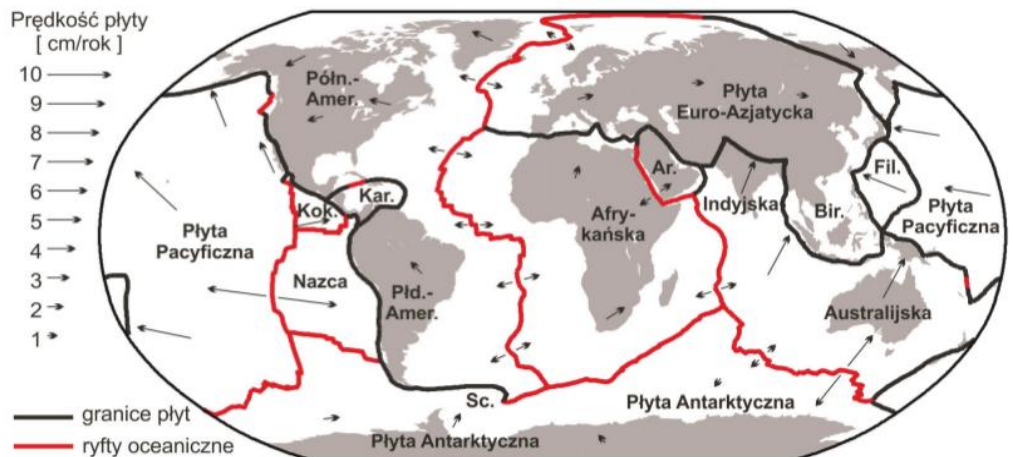 Prędkość płyty
[ cm/rok ]
10
9
8
7
6
5
4
3
2
1
Półn.-
Amer.
Płyta
Euro-Azjatycka
Kar.
Kok.
Ar.
Fil.
Indyjska
Bir.
Afry-
kańska
Płyta
Pacyficzna
Płyta
Pacyficzna
Nazca
Płd.-
Amer.
Australijska
Sc.
Płyta Antarktyczna
Płyta Antarktyczna
granice płyt
ryfty oceaniczne